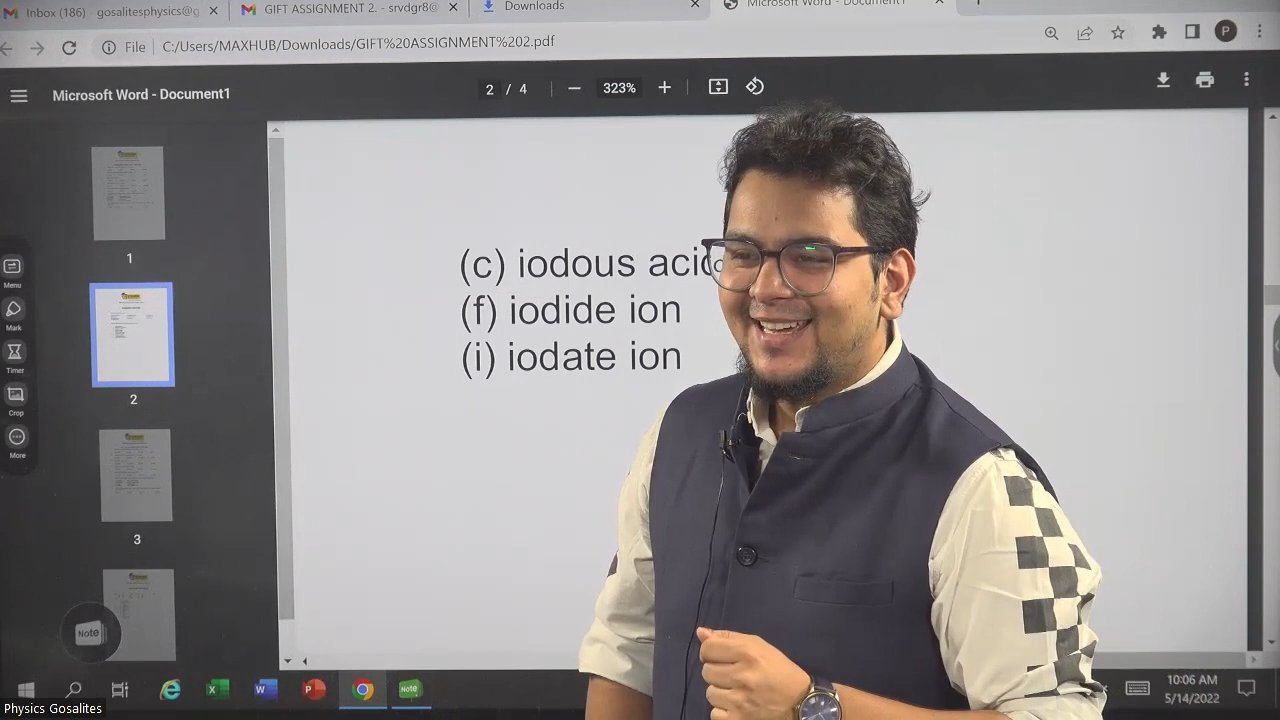 Inbox (186) - gosalitesphysics@g
GIFT ASSIGNMENT 2. - srvdgr8@
Downloads
Microsoft Word - Document1
File
C:/Users/MAXHUB/Downloads/GIFT%20ASSIGNMENT%202.pdf
P
Microsoft Word - Document1
2 / 4
323%
(c) iodous acid
(f) iodide ion
(i) iodate ion
1
2
3
Menu
Mark
Timer
Crop
More
Note
Note
10:06 AM
5/14/2022
Physics Gosalites